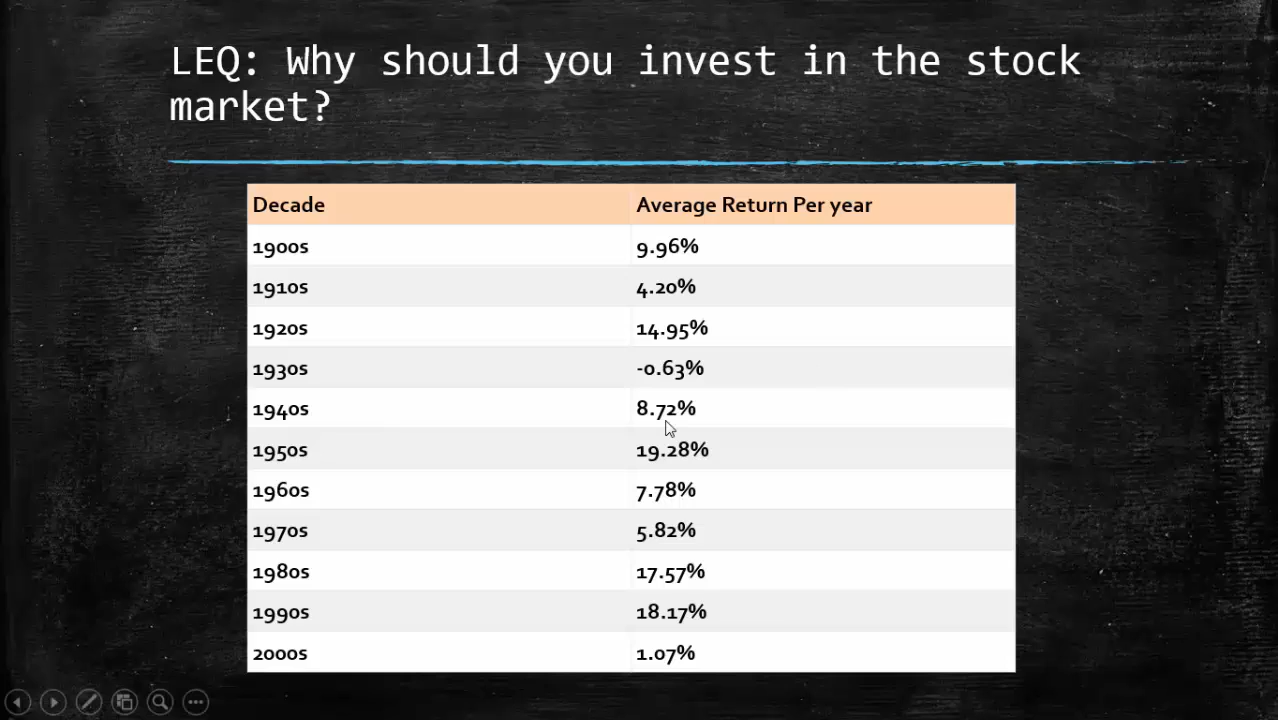 LEQ: Why should you invest in the stock
market?
Decade Average Return Per year
1900s 9.96%
1910s 4.20%
1920s 14.95%
1930s -0.63%
1940s 8.72%
1950s 19.28%
1960s 7.78%
1970s 5.82%
1980s 17.57%
1990s 18.17%
2000s 1.07%